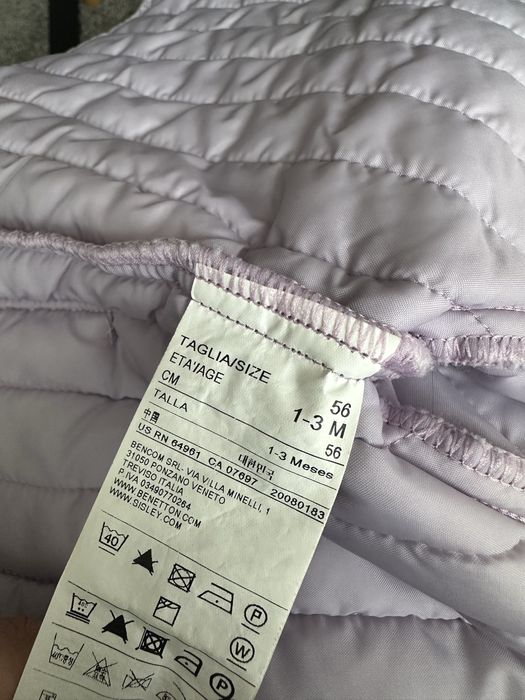 TAGLIA/SIZE 56
ETA'/AGE 1-3 M
CM 56
TALLA 1-3 Meses
中国 대한민국
US RN 64961 CA 07697 20080183
BENCOM SRL VIA VILLA MINELLI, 1
31050 PONZANO VENETO
TREVISO ITALIA
P.IVA 03490770264
WWW.BENETTON.COM
WWW.SISLEY.COM
40
P
W
40
P